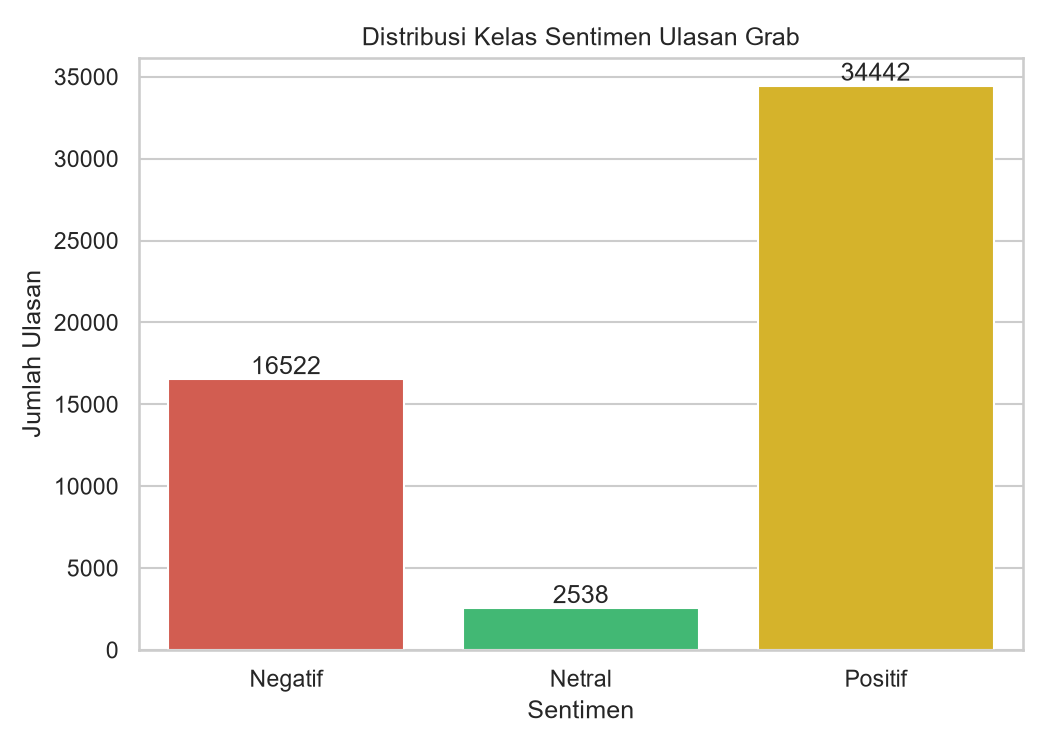 Distribusi Kelas Sentimen Ulasan Grab
Jumlah Ulasan
35000
30000
25000
20000
15000
10000
5000
0
16522
2538
34442
Negatif
Netral
Positif
Sentimen